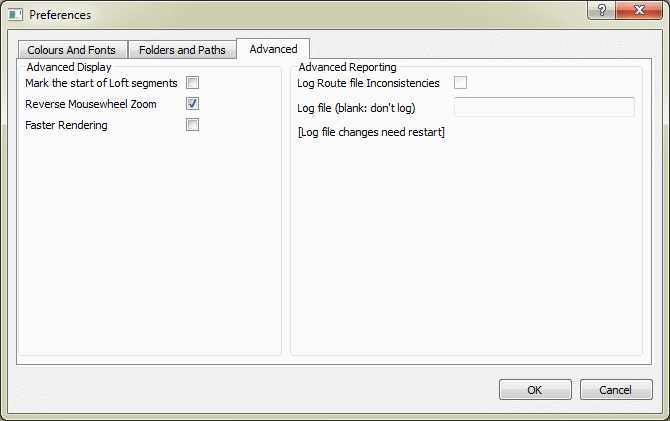 Preferences
?
Colours And Fonts
Folders and Paths
Advanced
Advanced Display
Mark the start of Loft segments
Reverse Mousewheel Zoom
Faster Rendering
Advanced Reporting
Log Route file Inconsistencies
Log file (blank: don't log)
[Log file changes need restart]
OK
Cancel